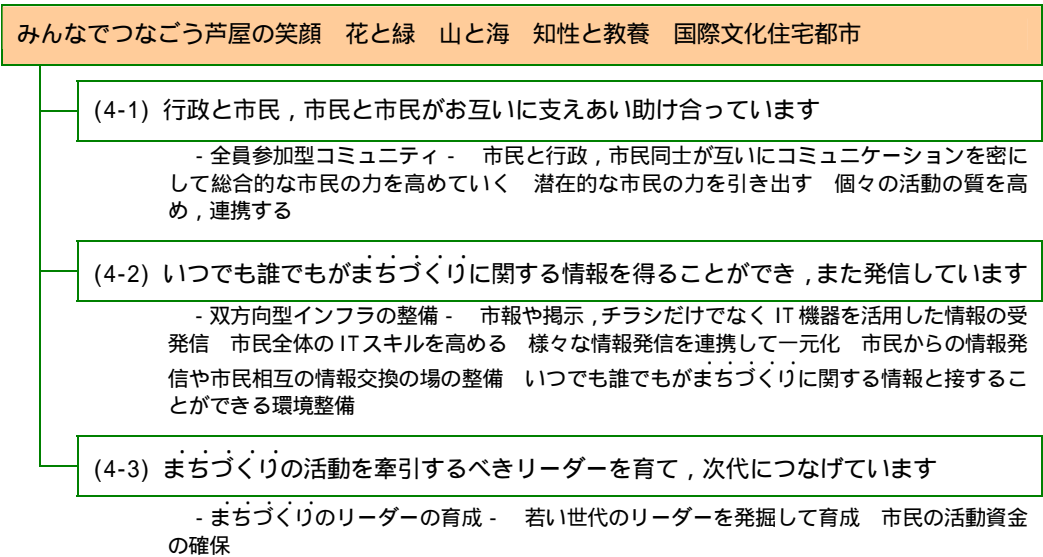 みんなでつなごう芦屋の笑顔　花と緑　山と海　知性と教養　国際文化住宅都市
(4-1) 行政と市民，市民と市民がお互いに支えあい助け合っています
- 全員参加型コミュニティ -　市民と行政，市民同士が互いにコミュニケーションを密に
して総合的な市民の力を高めていく　潜在的な市民の力を引き出す　個々の活動の質を高
め，連携する
(4-2) いつでも誰でもがまちづくりに関する情報を得ることができ，また発信しています
- 双方向型インフラの整備 -　市報や掲示，チラシだけでなく IT 機器を活用した情報の受
発信　市民全体の IT スキルを高める　様々な情報発信を連携して一元化　市民からの情報発
信や市民相互の情報交換の場の整備　いつでも誰でもがまちづくりに関する情報と接するこ
とができる環境整備
(4-3) まちづくりの活動を牽引するべきリーダーを育て，次代につなげています
- まちづくりのリーダーの育成 -　若い世代のリーダーを発掘して育成　市民の活動資金
の確保